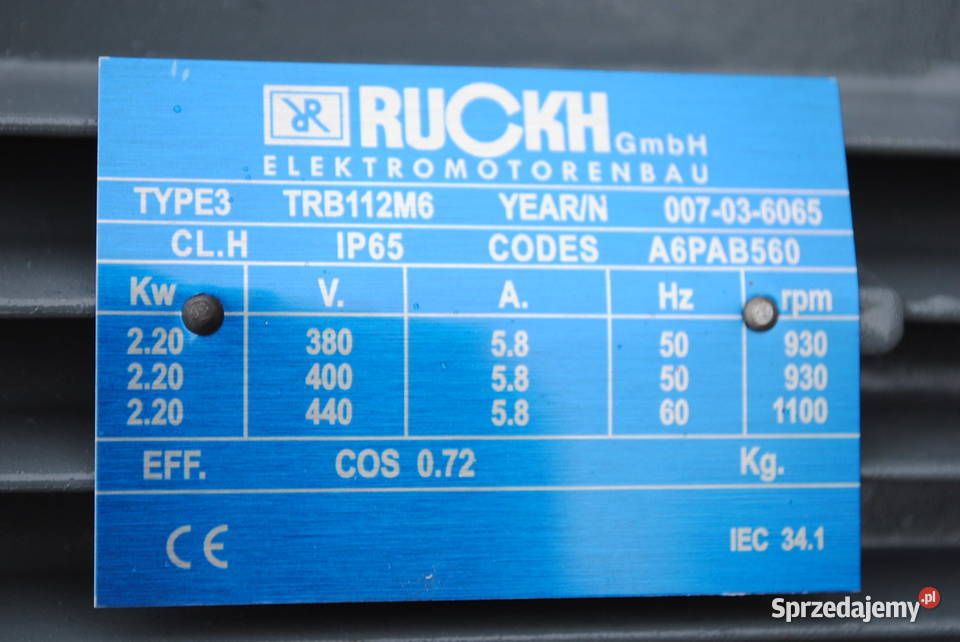 RUCKH GmbH
ELEKTROMOTORENBAU
TYPE3 TRB112M6 YEAR/N 007-03-6065
CL.H IP65 CODES A6PAB560
Kw V. A. Hz rpm
2.20 380 5.8 50 930
2.20 400 5.8 50 930
2.20 440 5.8 60 1100
EFF. COS 0.72 Kg.
CE IEC 34.1
Sprzedajemy.pl